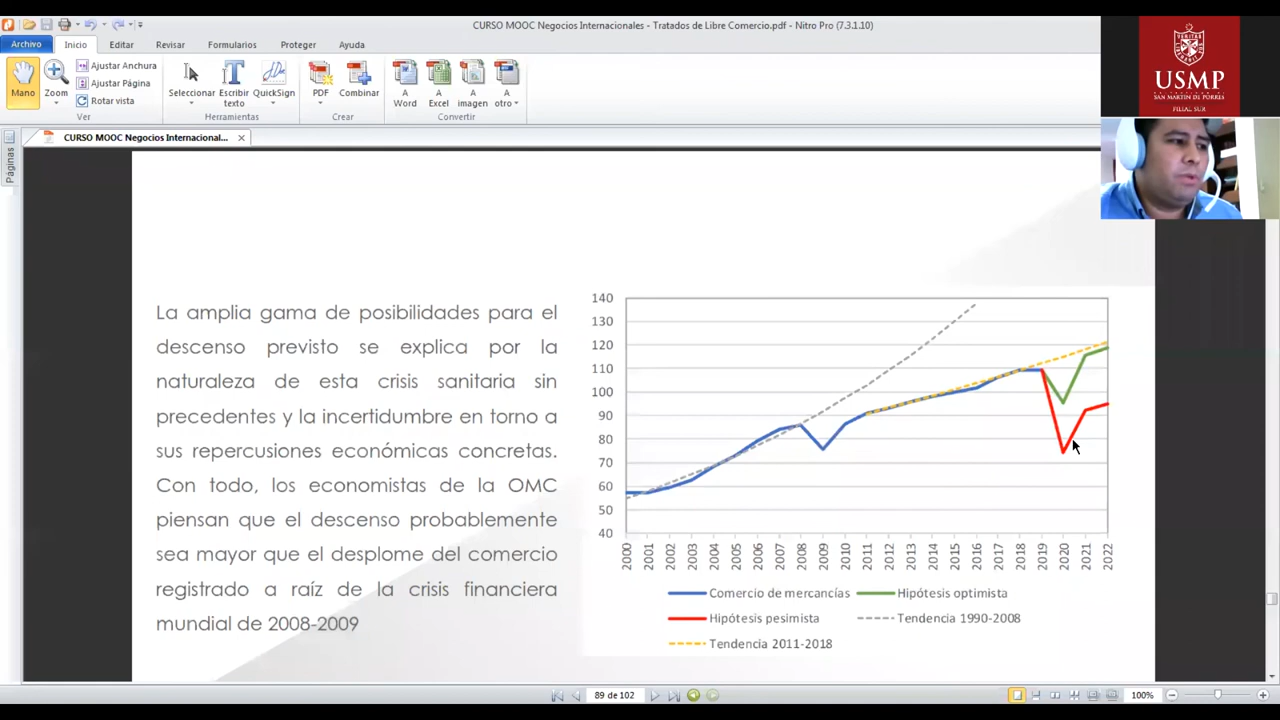 CURSO MOOC Negocios Internacionales - Tratados de Libre Comercio.pdf - Nitro Pro (7.3.1.10)
Archivo Inicio Editar Revisar Formularios Proteger Ayuda
Mano
Zoom
Ajustar Anchura
Ajustar Página
Rotar vista
Ver
Seleccionar
Escribir texto
QuickSign
Herramientas
PDF
Combinar
Crear
A Word
A Excel
A imagen
A otro
Convertir
CURSO MOOC Negocios Internacional...
Páginas
USMP
UNIVERSIDAD DE
SAN MARTIN DE PORRES
FILIAL SUR
La amplia gama de posibilidades para el
descenso previsto se explica por la
naturaleza de esta crisis sanitaria sin
precedentes y la incertidumbre en torno a
sus repercusiones económicas concretas.
Con todo, los economistas de la OMC
piensan que el descenso probablemente
sea mayor que el desplome del comercio
registrado a raíz de la crisis financiera
mundial de 2008-2009
140
130
120
110
100
90
80
70
60
50
40
2000 2001 2002 2003 2004 2005 2006 2007 2008 2009 2010 2011 2012 2013 2014 2015 2016 2017 2018 2019 2020 2021 2022
Comercio de mercancías Hipótesis optimista
Hipótesis pesimista Tendencia 1990-2008
Tendencia 2011-2018
89 de 102
100%